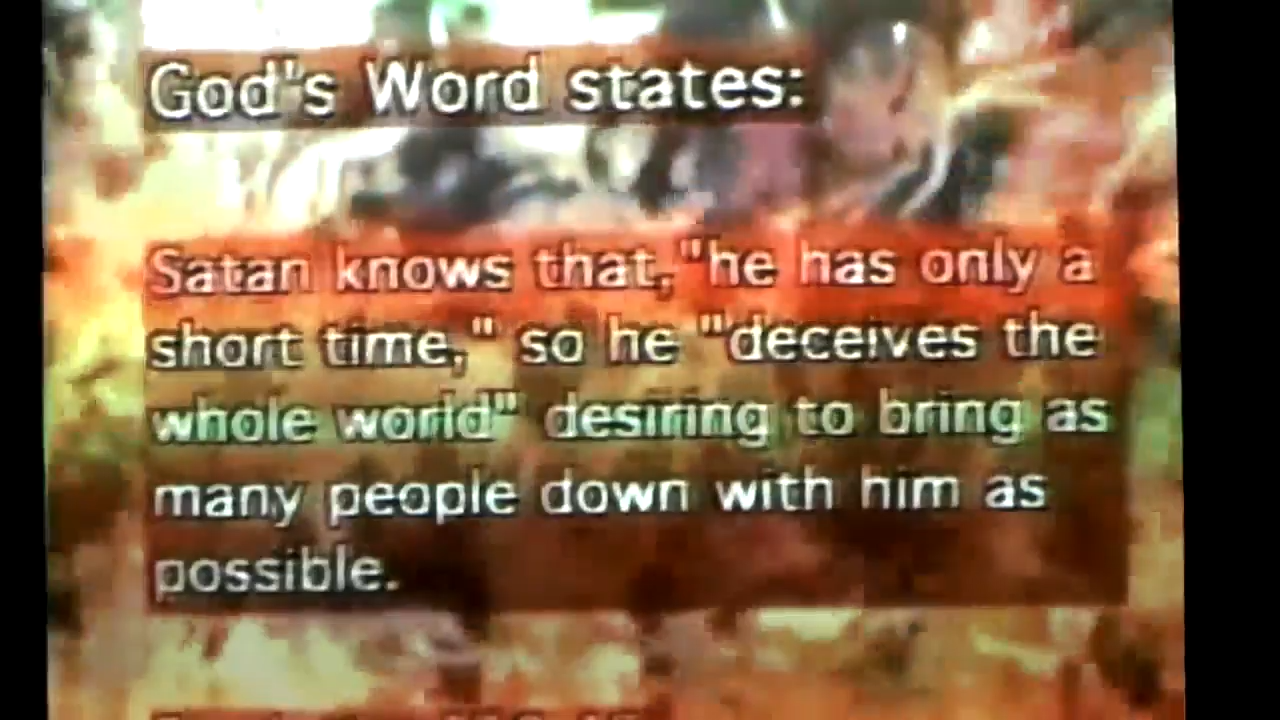 God's Word states:
Satan knows that, "he has only a
short time," so he "deceives the
whole world" desiring to bring as
many people down with him as
possible.